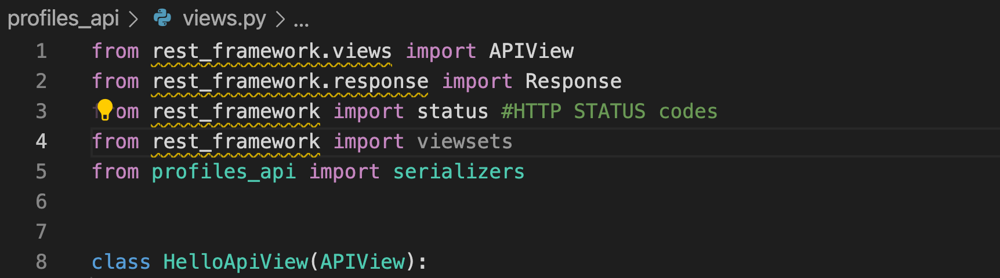 profiles_api > views.py > ...
1 from rest_framework.views import APIView
2 from rest_framework.response import Response
3 from rest_framework import status #HTTP STATUS codes
4 from rest_framework import viewsets
5 from profiles_api import serializers
6
7
8 class HelloApiView(APIView):